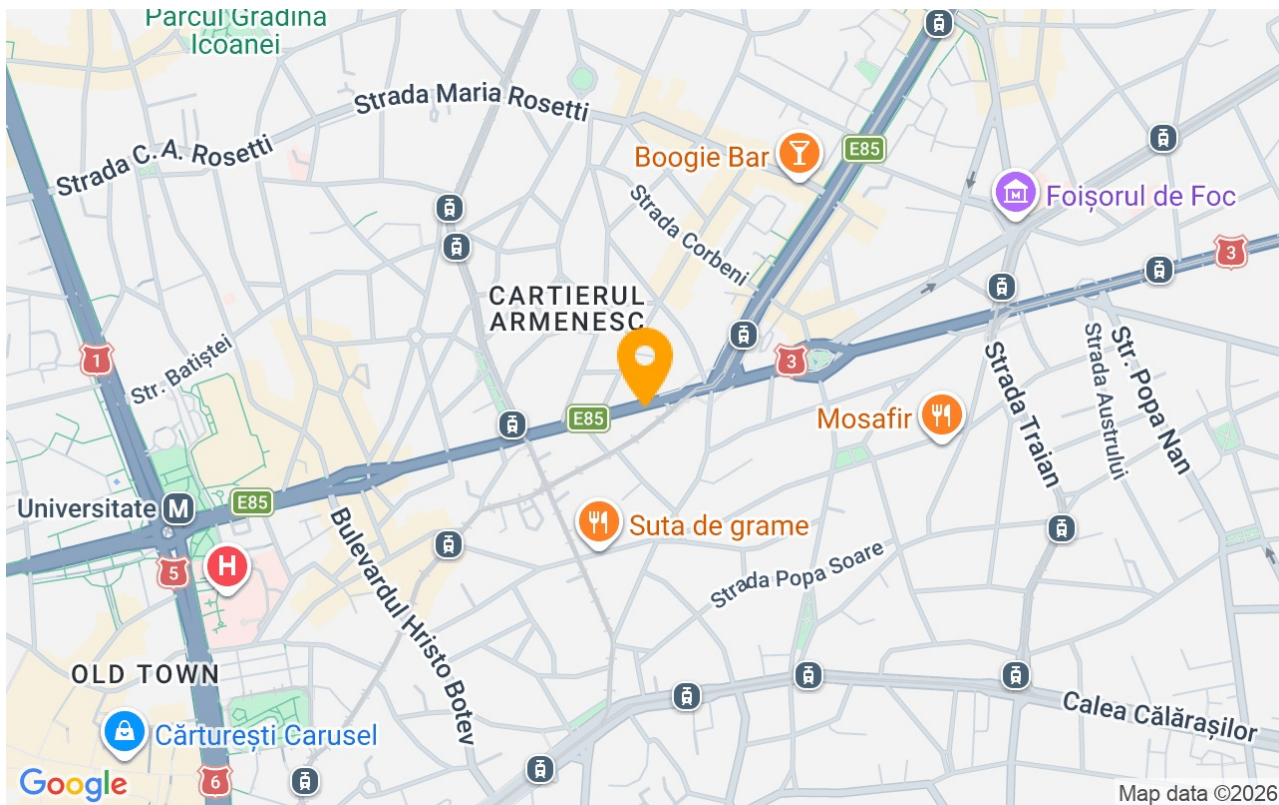 Parcul Grădina
Icoanei
Strada Maria Rosetti
Strada C. A. Rosetti
Boogie Bar
E85
Strada Corbeni
Foișorul de Foc
3
CARTIERUL
ARMENESC
1
Str. Batiștei
3
E85
Mosafir
Strada Traian
Strada Austrului
Str. Popa Nan
Universitate
M
E85
Suta de grame
Bulevardul Hristo Botev
5
H
Strada Popa Soare
OLD TOWN
Cărturești Carusel
Calea Călărașilor
6
Google
Map data ©2026